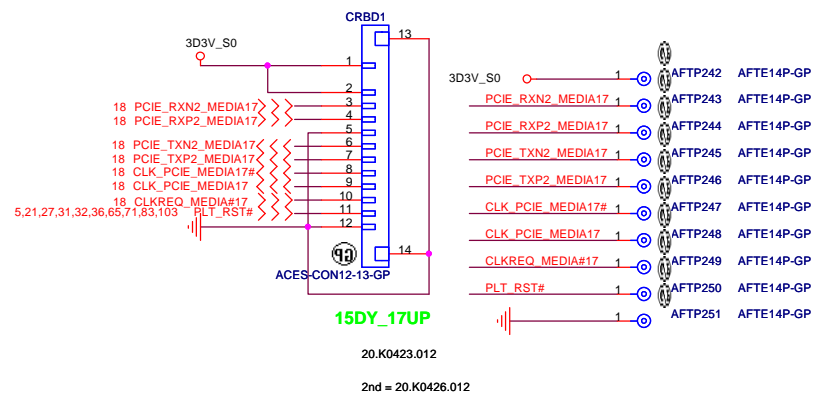 CRBD1
3D3V_S0
13
1
2
18 PCIE_RXN2_MEDIA17 3
18 PCIE_RXP2_MEDIA17 4
5
18 PCIE_TXN2_MEDIA17 6
18 PCIE_TXP2_MEDIA17 7
18 CLK_PCIE_MEDIA17# 8
18 CLK_PCIE_MEDIA17 9
18 CLKREQ_MEDIA#17 10
5,21,27,31,32,36,65,71,83,103 PLT_RST# 11
12
14
ACES-CON12-13-GP
15DY_17UP
20.K0423.012
2nd = 20.K0426.012
3D3V_S0 1 AFTP242 AFTE14P-GP
PCIE_RXN2_MEDIA17 1 AFTP243 AFTE14P-GP
PCIE_RXP2_MEDIA17 1 AFTP244 AFTE14P-GP
PCIE_TXN2_MEDIA17 1 AFTP245 AFTE14P-GP
PCIE_TXP2_MEDIA17 1 AFTP246 AFTE14P-GP
CLK_PCIE_MEDIA17# 1 AFTP247 AFTE14P-GP
CLK_PCIE_MEDIA17 1 AFTP248 AFTE14P-GP
CLKREQ_MEDIA#17 1 AFTP249 AFTE14P-GP
PLT_RST# 1 AFTP250 AFTE14P-GP
1 AFTP251 AFTE14P-GP